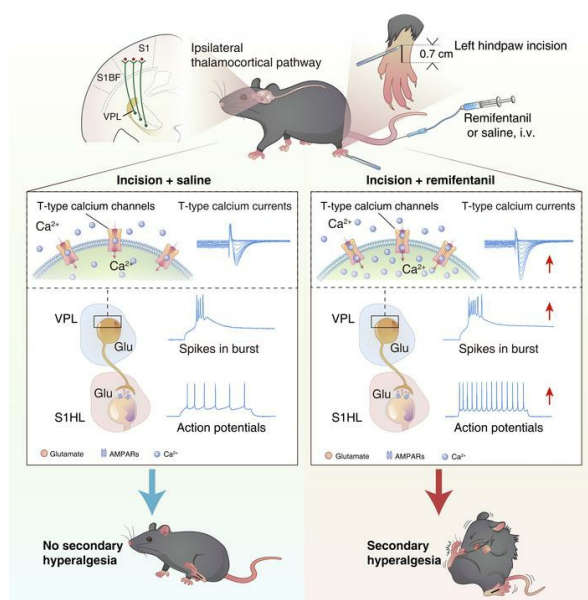 S1
S1BF
VPL
Ipsilateral
thalamocortical pathway
0.7 cm
Left hindpaw incision
Remifentanil
or saline, i.v.
Incision + saline
T-type calcium channels
T-type calcium currents
Ca²⁺
Ca²⁺
VPL
Glu
Spikes in burst
Glu
S1HL
Action potentials
Glutamate
AMPARs
Ca²⁺
Incision + remifentanil
T-type calcium channels
T-type calcium currents
Ca²⁺
Ca²⁺
VPL
Glu
Spikes in burst
Glu
S1HL
Action potentials
Glutamate
AMPARs
Ca²⁺
No secondary
hyperalgesia
Secondary
hyperalgesia